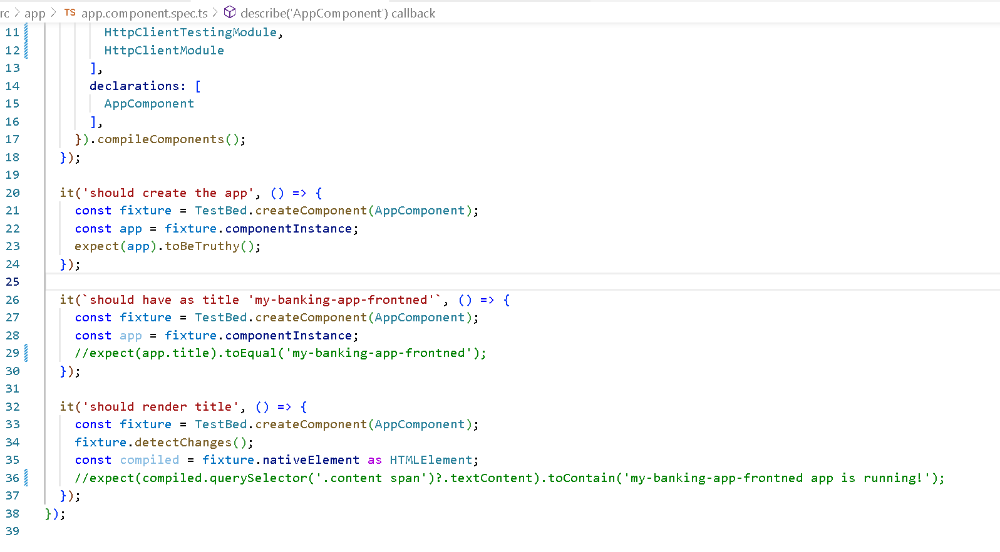 rc > app > TS app.component.spec.ts > describe('AppComponent') callback
11 HttpClientTestingModule,
12 HttpClientModule
13 ],
14 declarations: [
15 AppComponent
16 ],
17 }).compileComponents();
18 });
19
20 it('should create the app', () => {
21 const fixture = TestBed.createComponent(AppComponent);
22 const app = fixture.componentInstance;
23 expect(app).toBeTruthy();
24 });
25
26 it(`should have as title 'my-banking-app-frontned'`, () => {
27 const fixture = TestBed.createComponent(AppComponent);
28 const app = fixture.componentInstance;
29 //expect(app.title).toEqual('my-banking-app-frontned');
30 });
31
32 it('should render title', () => {
33 const fixture = TestBed.createComponent(AppComponent);
34 fixture.detectChanges();
35 const compiled = fixture.nativeElement as HTMLElement;
36 //expect(compiled.querySelector('.content span')?.textContent).toContain('my-banking-app-frontned app is running!');
37 });
38 });
39